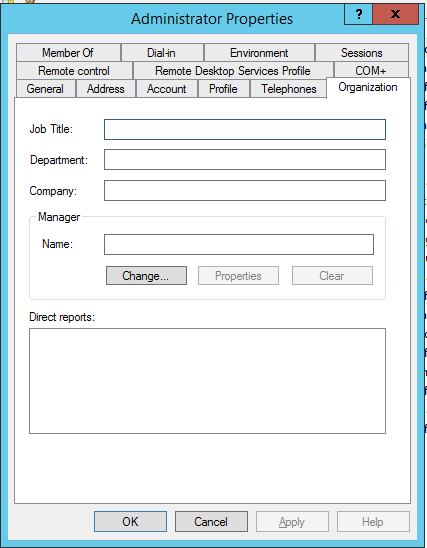 Administrator Properties
? x
Member Of Dial-in Environment Sessions
Remote control Remote Desktop Services Profile COM+
General Address Account Profile Telephones Organization
Job Title:
Department:
Company:
Manager
Name:
Change... Properties Clear
Direct reports:
OK Cancel Apply Help